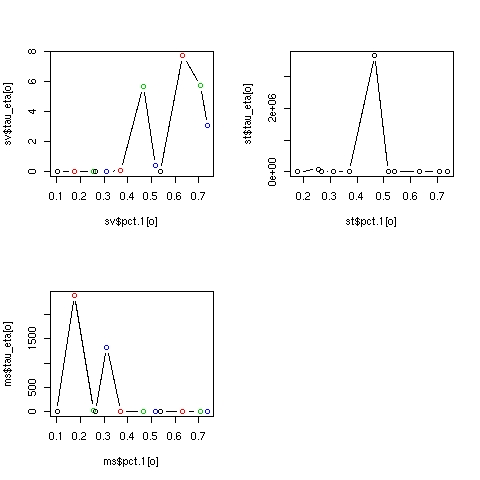 sv$tau_eta[o]
8
6
4
2
0
0.1 0.2 0.3 0.4 0.5 0.6 0.7
sv$pct.1[o]
st$tau_eta[o]
2e+06
0e+00
0.2 0.3 0.4 0.5 0.6 0.7
st$pct.1[o]
ms$tau_eta[o]
1500
500
0
0.1 0.2 0.3 0.4 0.5 0.6 0.7
ms$pct.1[o]